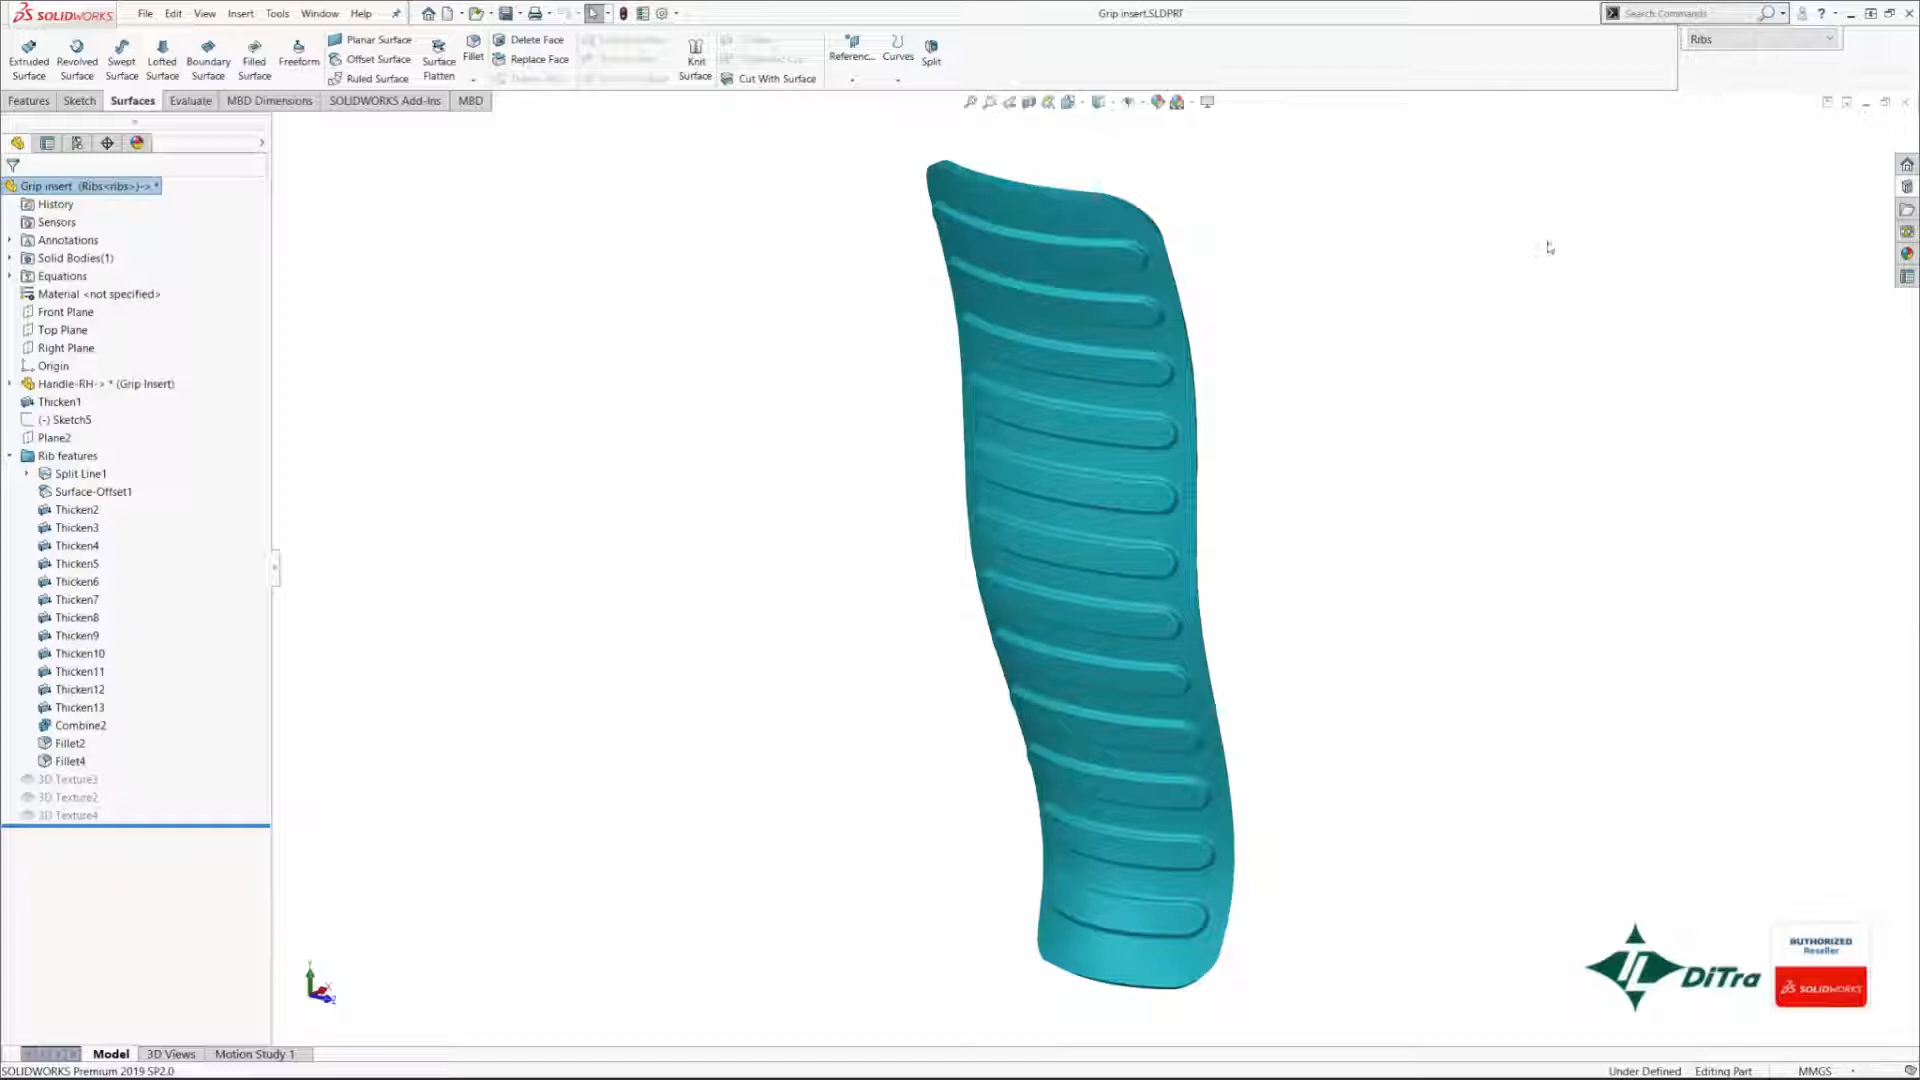 SOLIDWORKS File Edit View Insert Tools Window Help Grip insert.SLDPRT Search Commands ?
Extruded Surface Revolved Surface Swept Surface Lofted Surface Boundary Surface Filled Surface Freeform Planar Surface Offset Surface Ruled Surface Surface Flatten Fillet Delete Face Replace Face Knit Surface Cut With Surface Referenc... Curves Split Ribs
Features Sketch Surfaces Evaluate MBD Dimensions SOLIDWORKS Add-Ins MBD
Grip insert (Ribs<ribs>)-> *
History
Sensors
Annotations
Solid Bodies(1)
Equations
Material <not specified>
Front Plane
Top Plane
Right Plane
Origin
Handle-RH-> * (Grip Insert)
Thicken1
(-) Sketch5
Plane2
Rib features
Split Line1
Surface-Offset1
Thicken2
Thicken3
Thicken4
Thicken5
Thicken6
Thicken7
Thicken8
Thicken9
Thicken10
Thicken11
Thicken12
Thicken13
Combine2
Fillet2
Fillet4
3D Texture3
3D Texture2
3D Texture4
DiTra
AUTHORIZED
Reseller
SOLIDWORKS
Model 3D Views Motion Study 1
SOLIDWORKS Premium 2019 SP2.0 Under Defined Editing Part MMGS